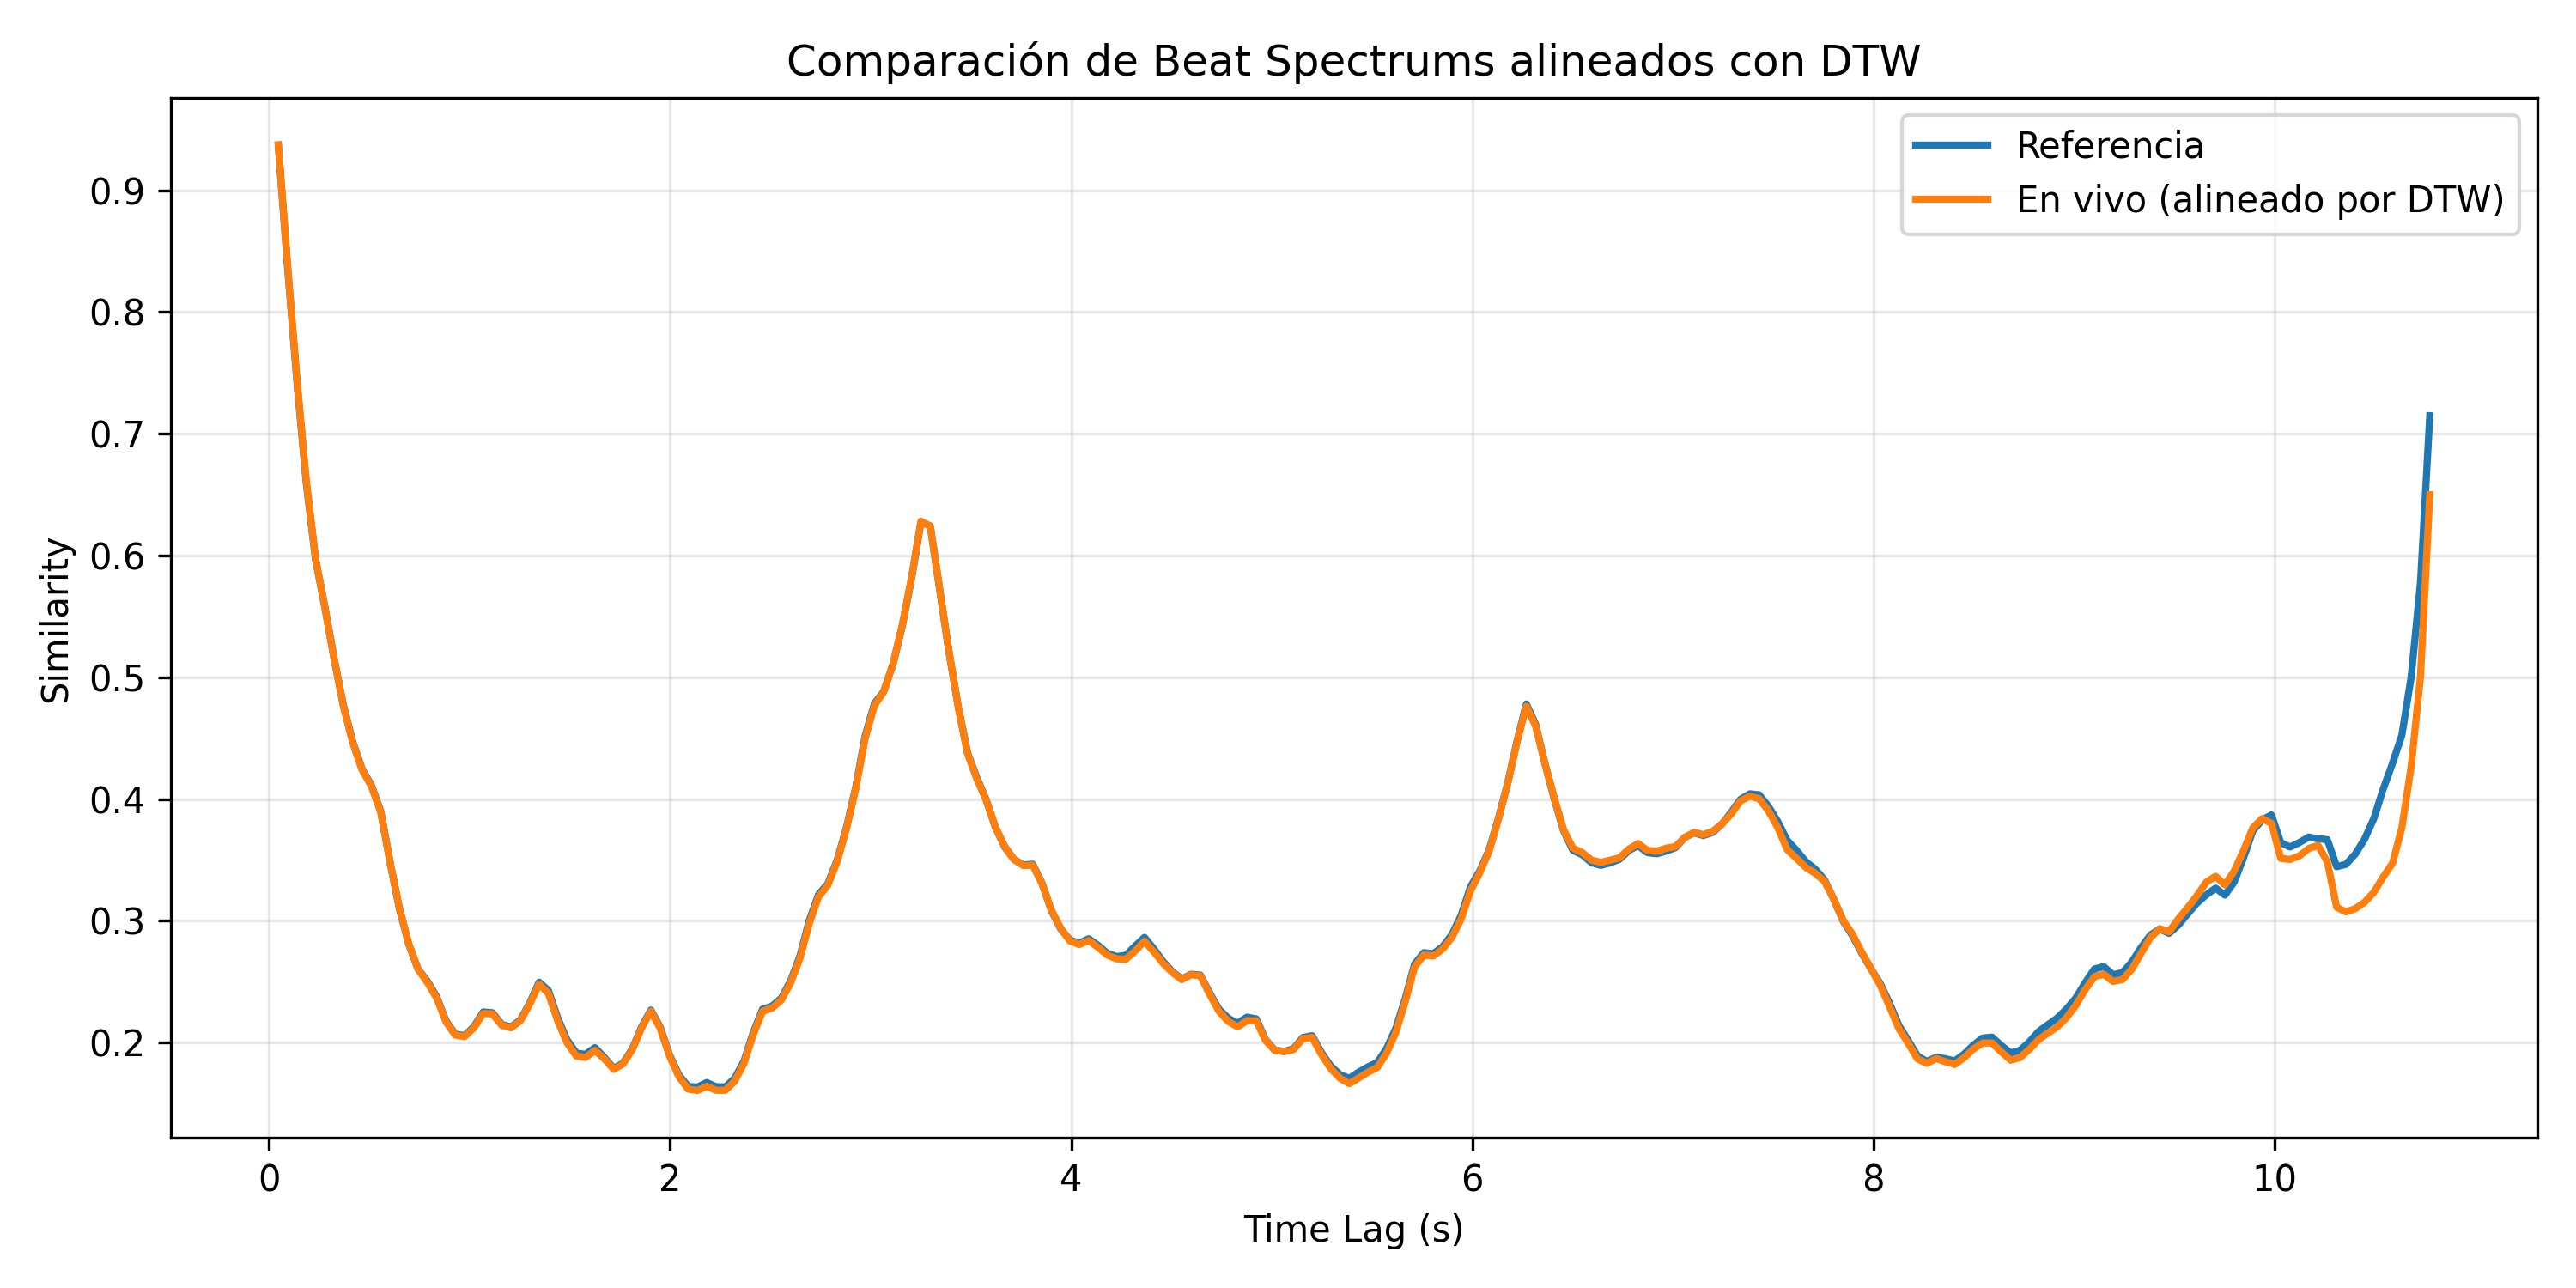 Comparación de Beat Spectrums alineados con DTW
Referencia
En vivo (alineado por DTW)
0.9
0.8
0.7
0.6
0.5
0.4
0.3
0.2
Similarity
0 2 4 6 8 10
Time Lag (s)